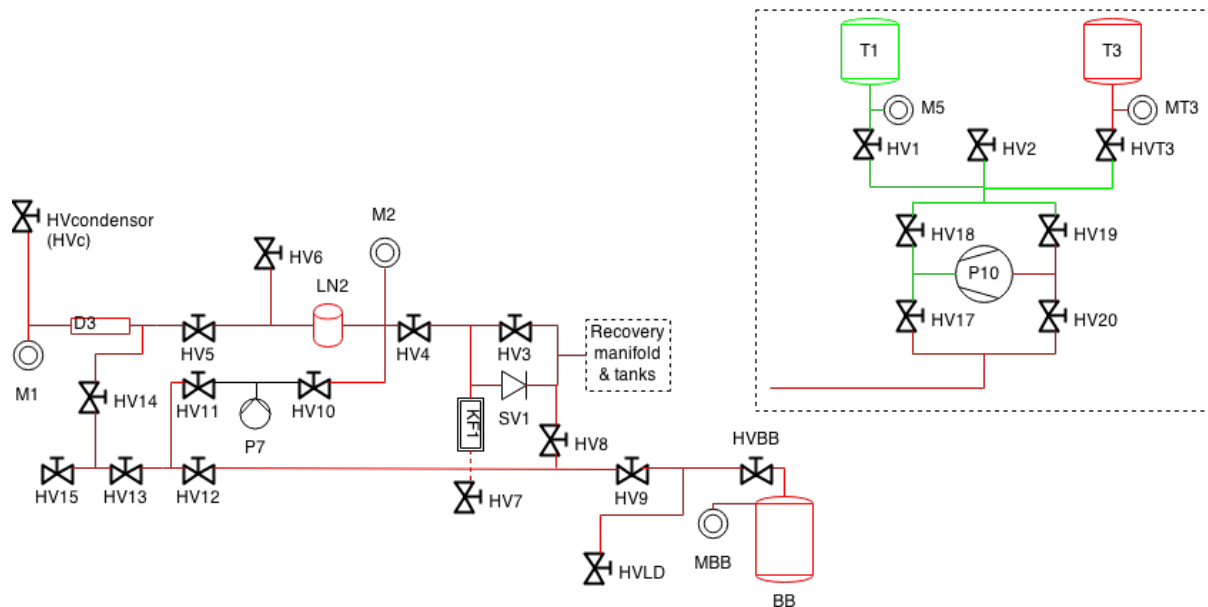 T1
T3
M5
MT3
HV1
HV2
HVT3
HVcondensor
(HVc)
M2
HV6
HV18
HV19
P10
LN2
D3
HV17
HV20
HV5
HV4
HV3
Recovery
manifold
& tanks
M1
HV14
HV11
HV10
KF1
SV1
P7
HV8
HVBB
HV15
HV13
HV12
HV7
HV9
MBB
HVLD
BB